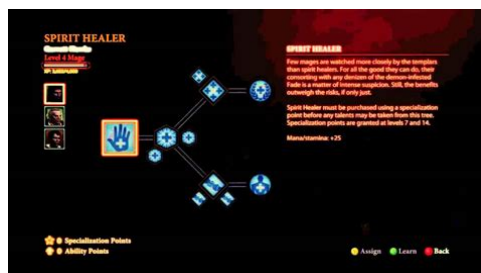 SPIRIT HEALER
Level 4 Mage
SPIRIT HEALER
Few mages are watched more closely by the templars
than spirit healers. For all the good they can do, their
consorting with any denizen of the demon-infested
Fade is a matter of intense suspicion. Still, the benefits
outweigh the risks, if only just.
Spirit Healer must be purchased using a specialization
point before any talents may be taken from this tree.
Specialization points are granted at levels 7 and 14.
Mana/stamina: +25
0 Specialization Points
0 Ability Points
Assign Learn Back